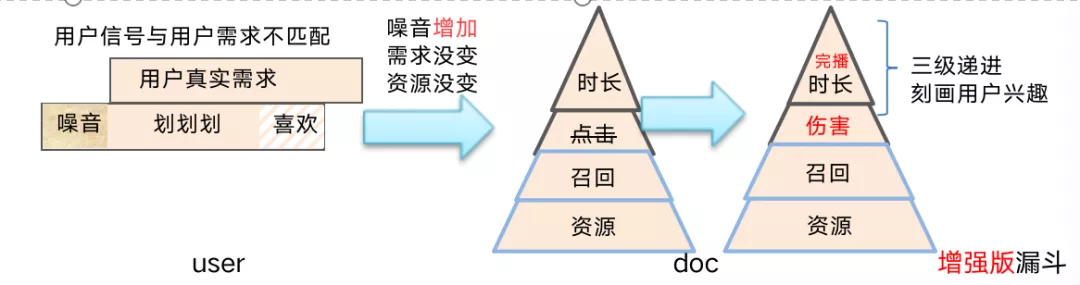 用户信号与用户需求不匹配
用户真实需求
噪音
划划划
喜欢
user
噪音增加
需求没变
资源没变
时长
点击
召回
资源
doc
完播
时长
伤害
召回
资源
三级递进
刻画用户兴趣
增强版漏斗